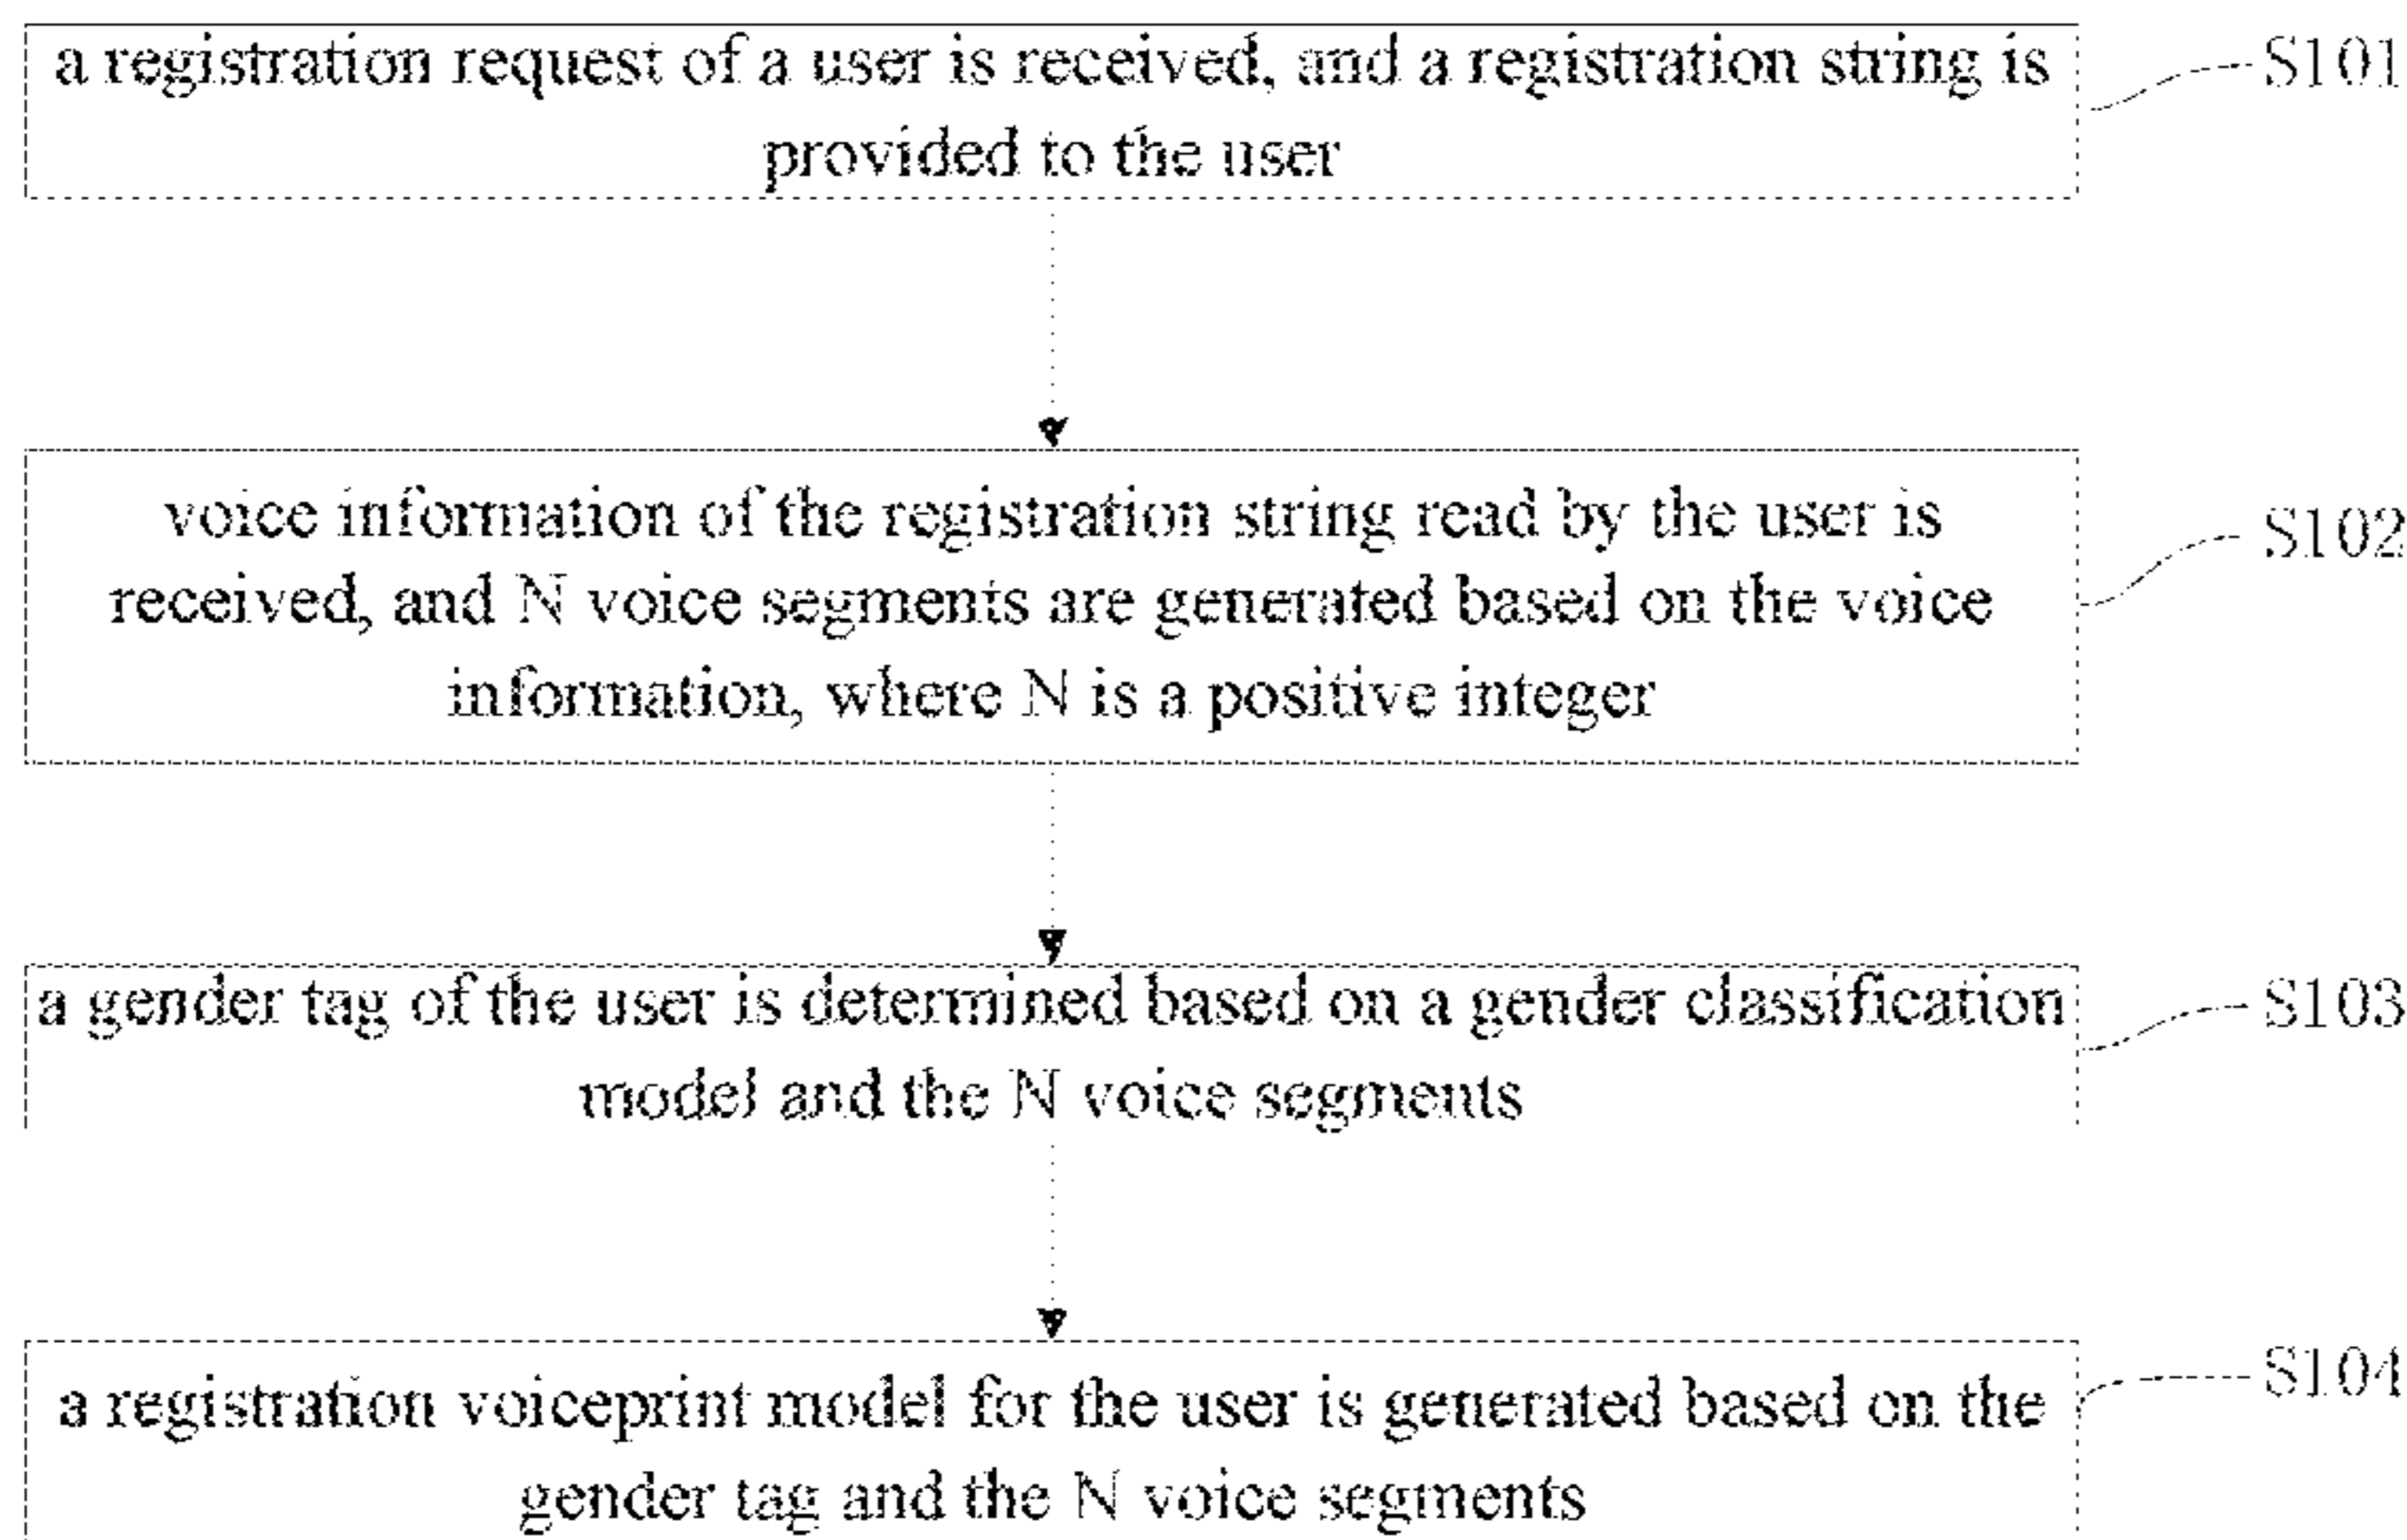 a registration request of a user is received, and a registration string is
provided to the user
S101
voice information of the registration string read by the user is
received, and N voice segments are generated based on the voice
information, where N is a positive integer
S102
a gender tag of the user is determined based on a gender classification
model and the N voice segments
S103
a registration voiceprint model for the user is generated based on the
gender tag and the N voice segments
S104